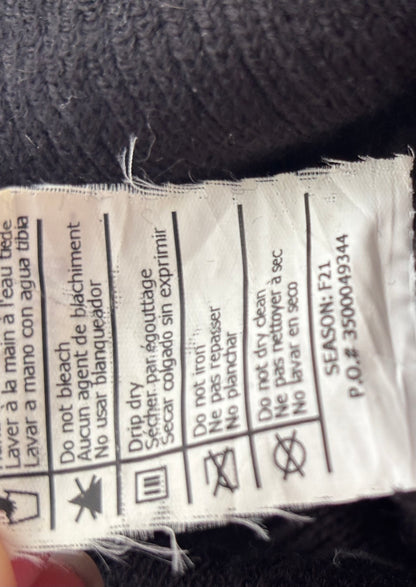 Laver à la main à l'eau tiède
Lavar a mano con agua tibia
Do not bleach
Aucun agent de blachiment
No usar blanqueador
Drip dry
Sécher par égouttage
Secar colgado sin exprimir
Do not iron
Ne pas repasser
No planchar
Do not dry clean
Ne pas nettoyer à sec
No lavar en seco
SEASON: F21
P.O.# 3500049344